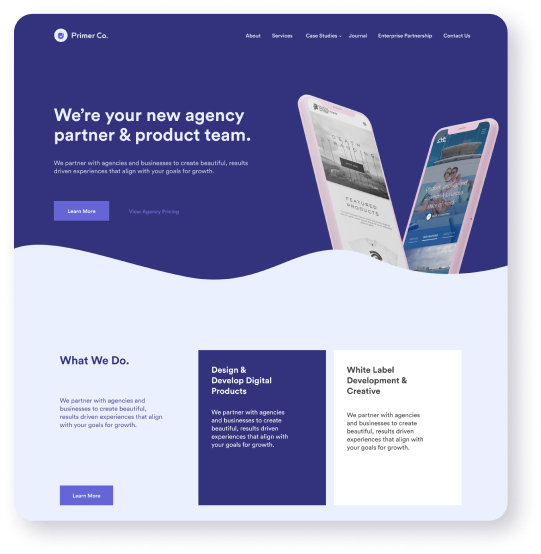 Primer Co.
About Services Case Studies Journal Enterprise Partnership Contact Us
We're your new agency
partner & product team.
We partner with agencies and businesses to create beautiful, results
driven experiences that align with your goals for growth.
Learn More View Agency Pricing
FEATURED
PRODUCTS
What We Do.
We partner with agencies and
businesses to create beautiful,
results driven experiences that align
with your goals for growth.
Learn More
Design &
Develop Digital
Products
We partner with agencies
and businesses to create
beautiful, results driven
experiences that align with
your goals for growth.
White Label
Development &
Creative
We partner with agencies
and businesses to create
beautiful, results driven
experiences that align with
your goals for growth.